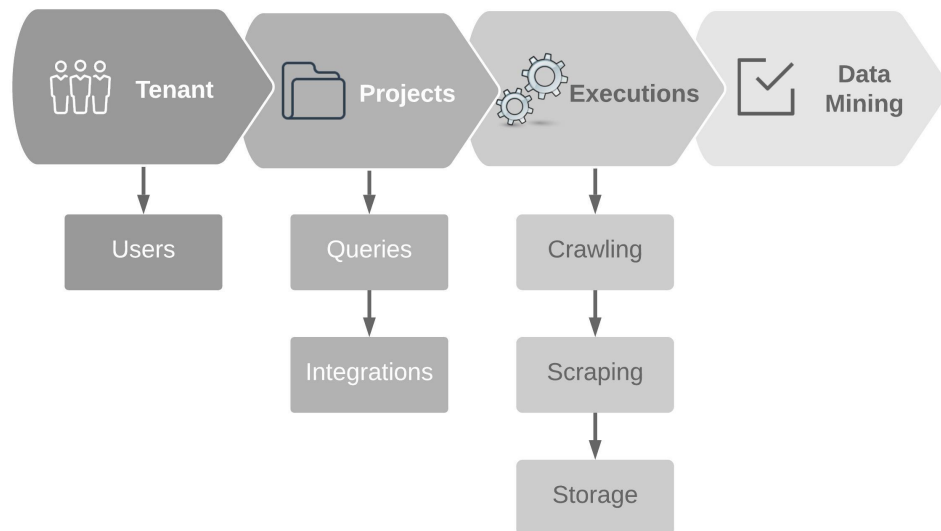 Tenant
Projects
Executions
Data
Mining
Users
Queries
Crawling
Integrations
Scraping
Storage